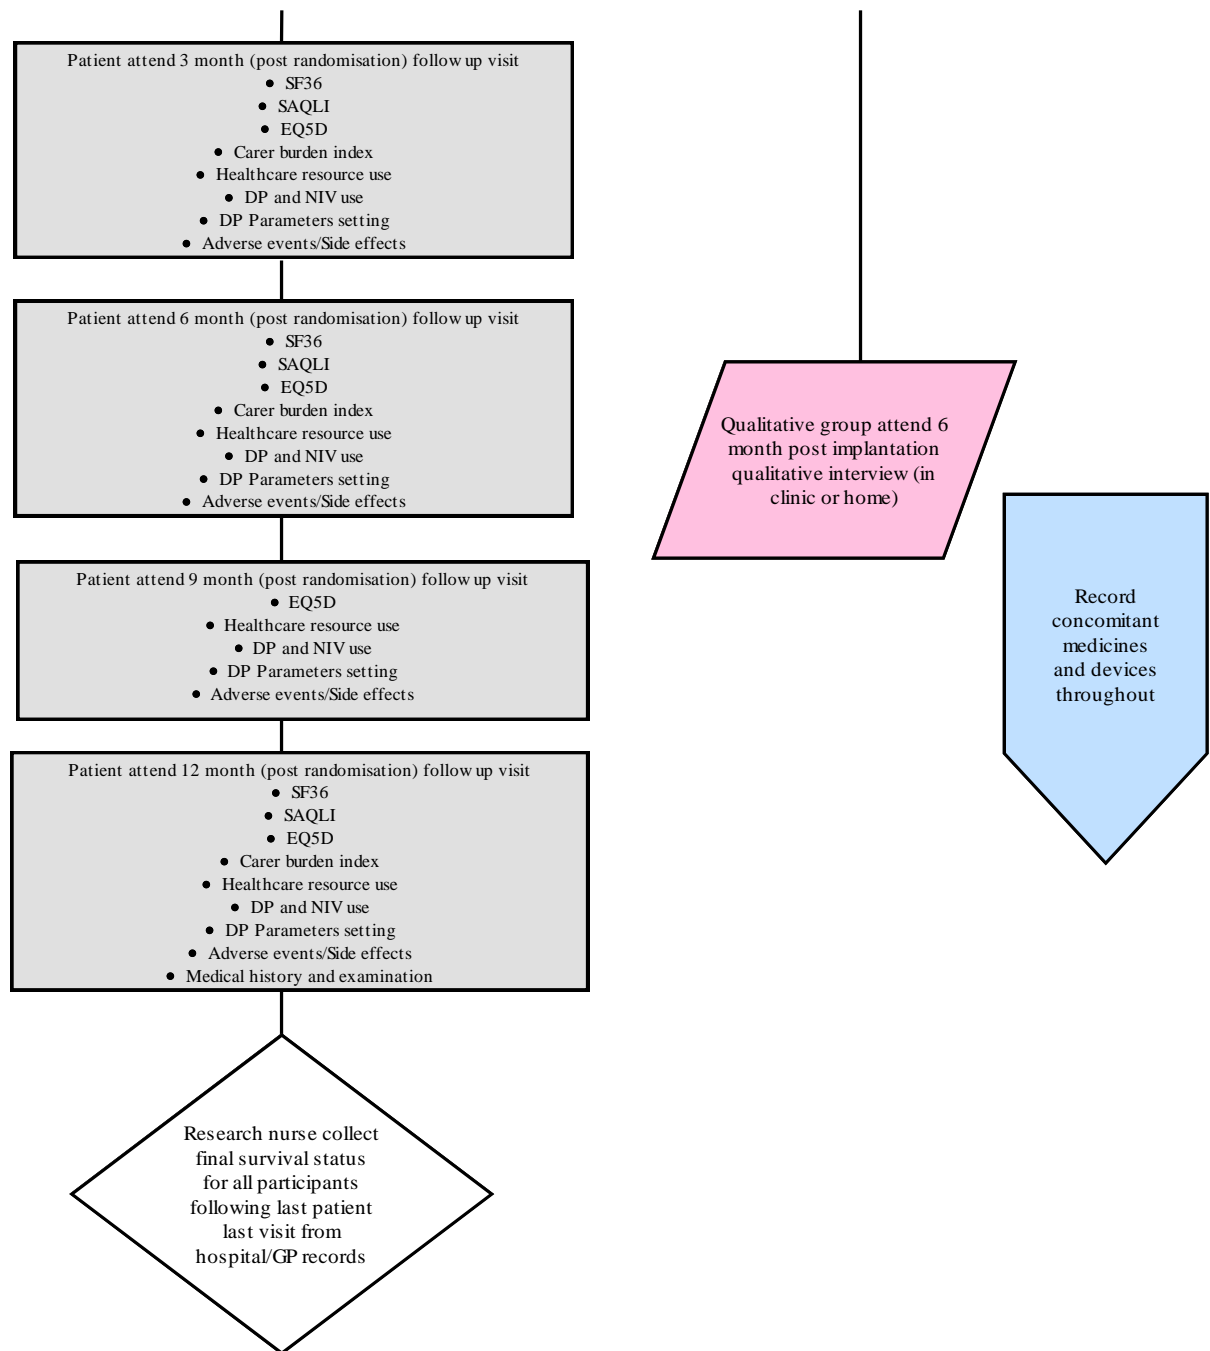 Patient attend 3 month (post randomisation) follow up visit
• SF36
• SAQLI
• EQ5D
• Carer burden index
• Healthcare resource use
• DP and NIV use
• DP Parameters setting
• Adverse events/Side effects
Patient attend 6 month (post randomisation) follow up visit
• SF36
• SAQLI
• EQ5D
• Carer burden index
• Healthcare resource use
• DP and NIV use
• DP Parameters setting
• Adverse events/Side effects
Qualitative group attend 6
month post implantation
qualitative interview (in
clinic or home)
Record
concomitant
medicines
and devices
throughout
Patient attend 9 month (post randomisation) follow up visit
• EQ5D
• Healthcare resource use
• DP and NIV use
• DP Parameters setting
• Adverse events/Side effects
Patient attend 12 month (post randomisation) follow up visit
• SF36
• SAQLI
• EQ5D
• Carer burden index
• Healthcare resource use
• DP and NIV use
• DP Parameters setting
• Adverse events/Side effects
• Medical history and examination
Research nurse collect
final survival status
for all participants
following last patient
last visit from
hospital/GP records